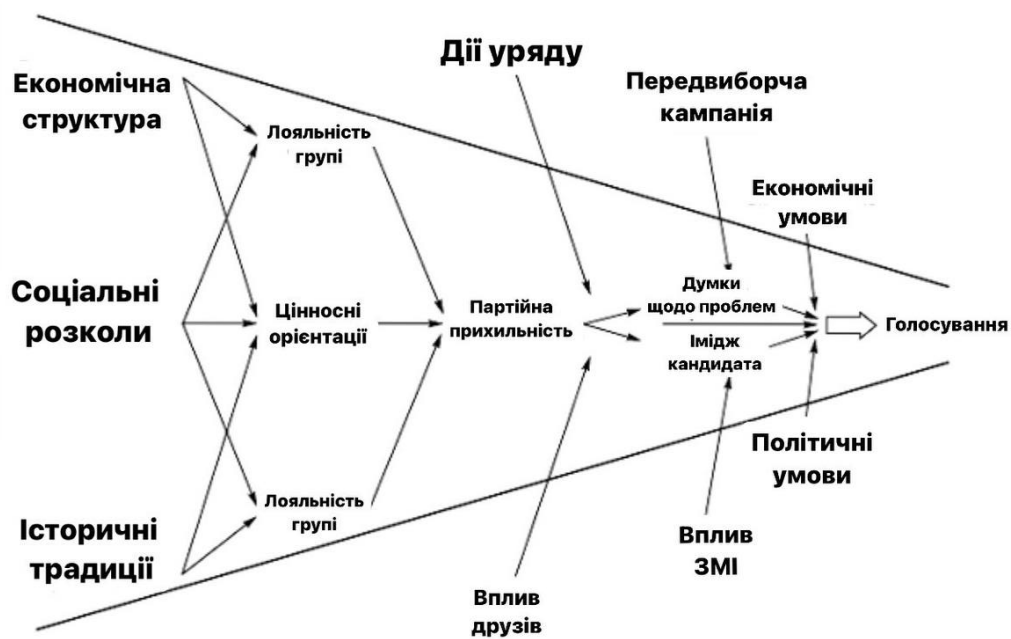 Економічна
структура
Соціальні
розколи
Історичні
традиції
Лояльність
групі
Ціннosні
орієнтації
Лояльність
групі
Партійна
прихильність
Дії уряду
Вплив
друзів
Передвиборча
кампанія
Думки
щодо проблем
Імідж
кандидата
Вплив
ЗМІ
Економічні
умови
Політичні
умови
Голосування